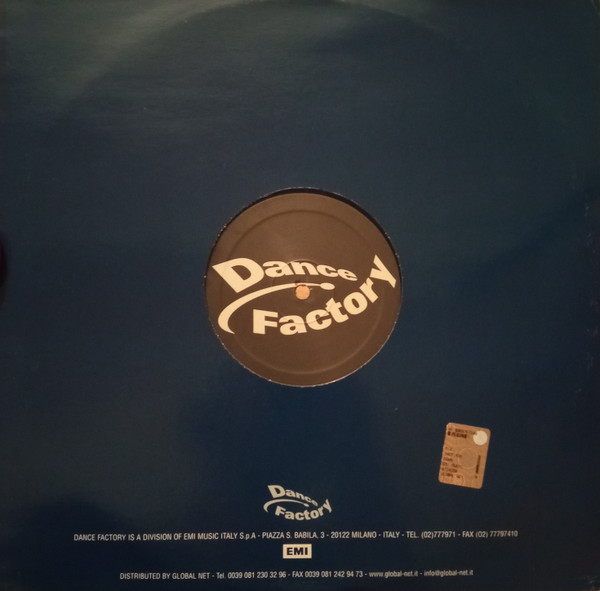 Dance
Factory
Dance
Factory
DANCE FACTORY IS A DIVISION OF EMI MUSIC ITALY S.p.A - PIAZZA S. BABILA, 3 - 20122 MILANO - ITALY - TEL. (02)777971 - FAX (02) 77797410
EMI
DISTRIBUTED BY GLOBAL NET - Tel. 0039 081 230 32 96 - FAX 0039 081 242 94 73 - www.global-net.it - info@global-net.it